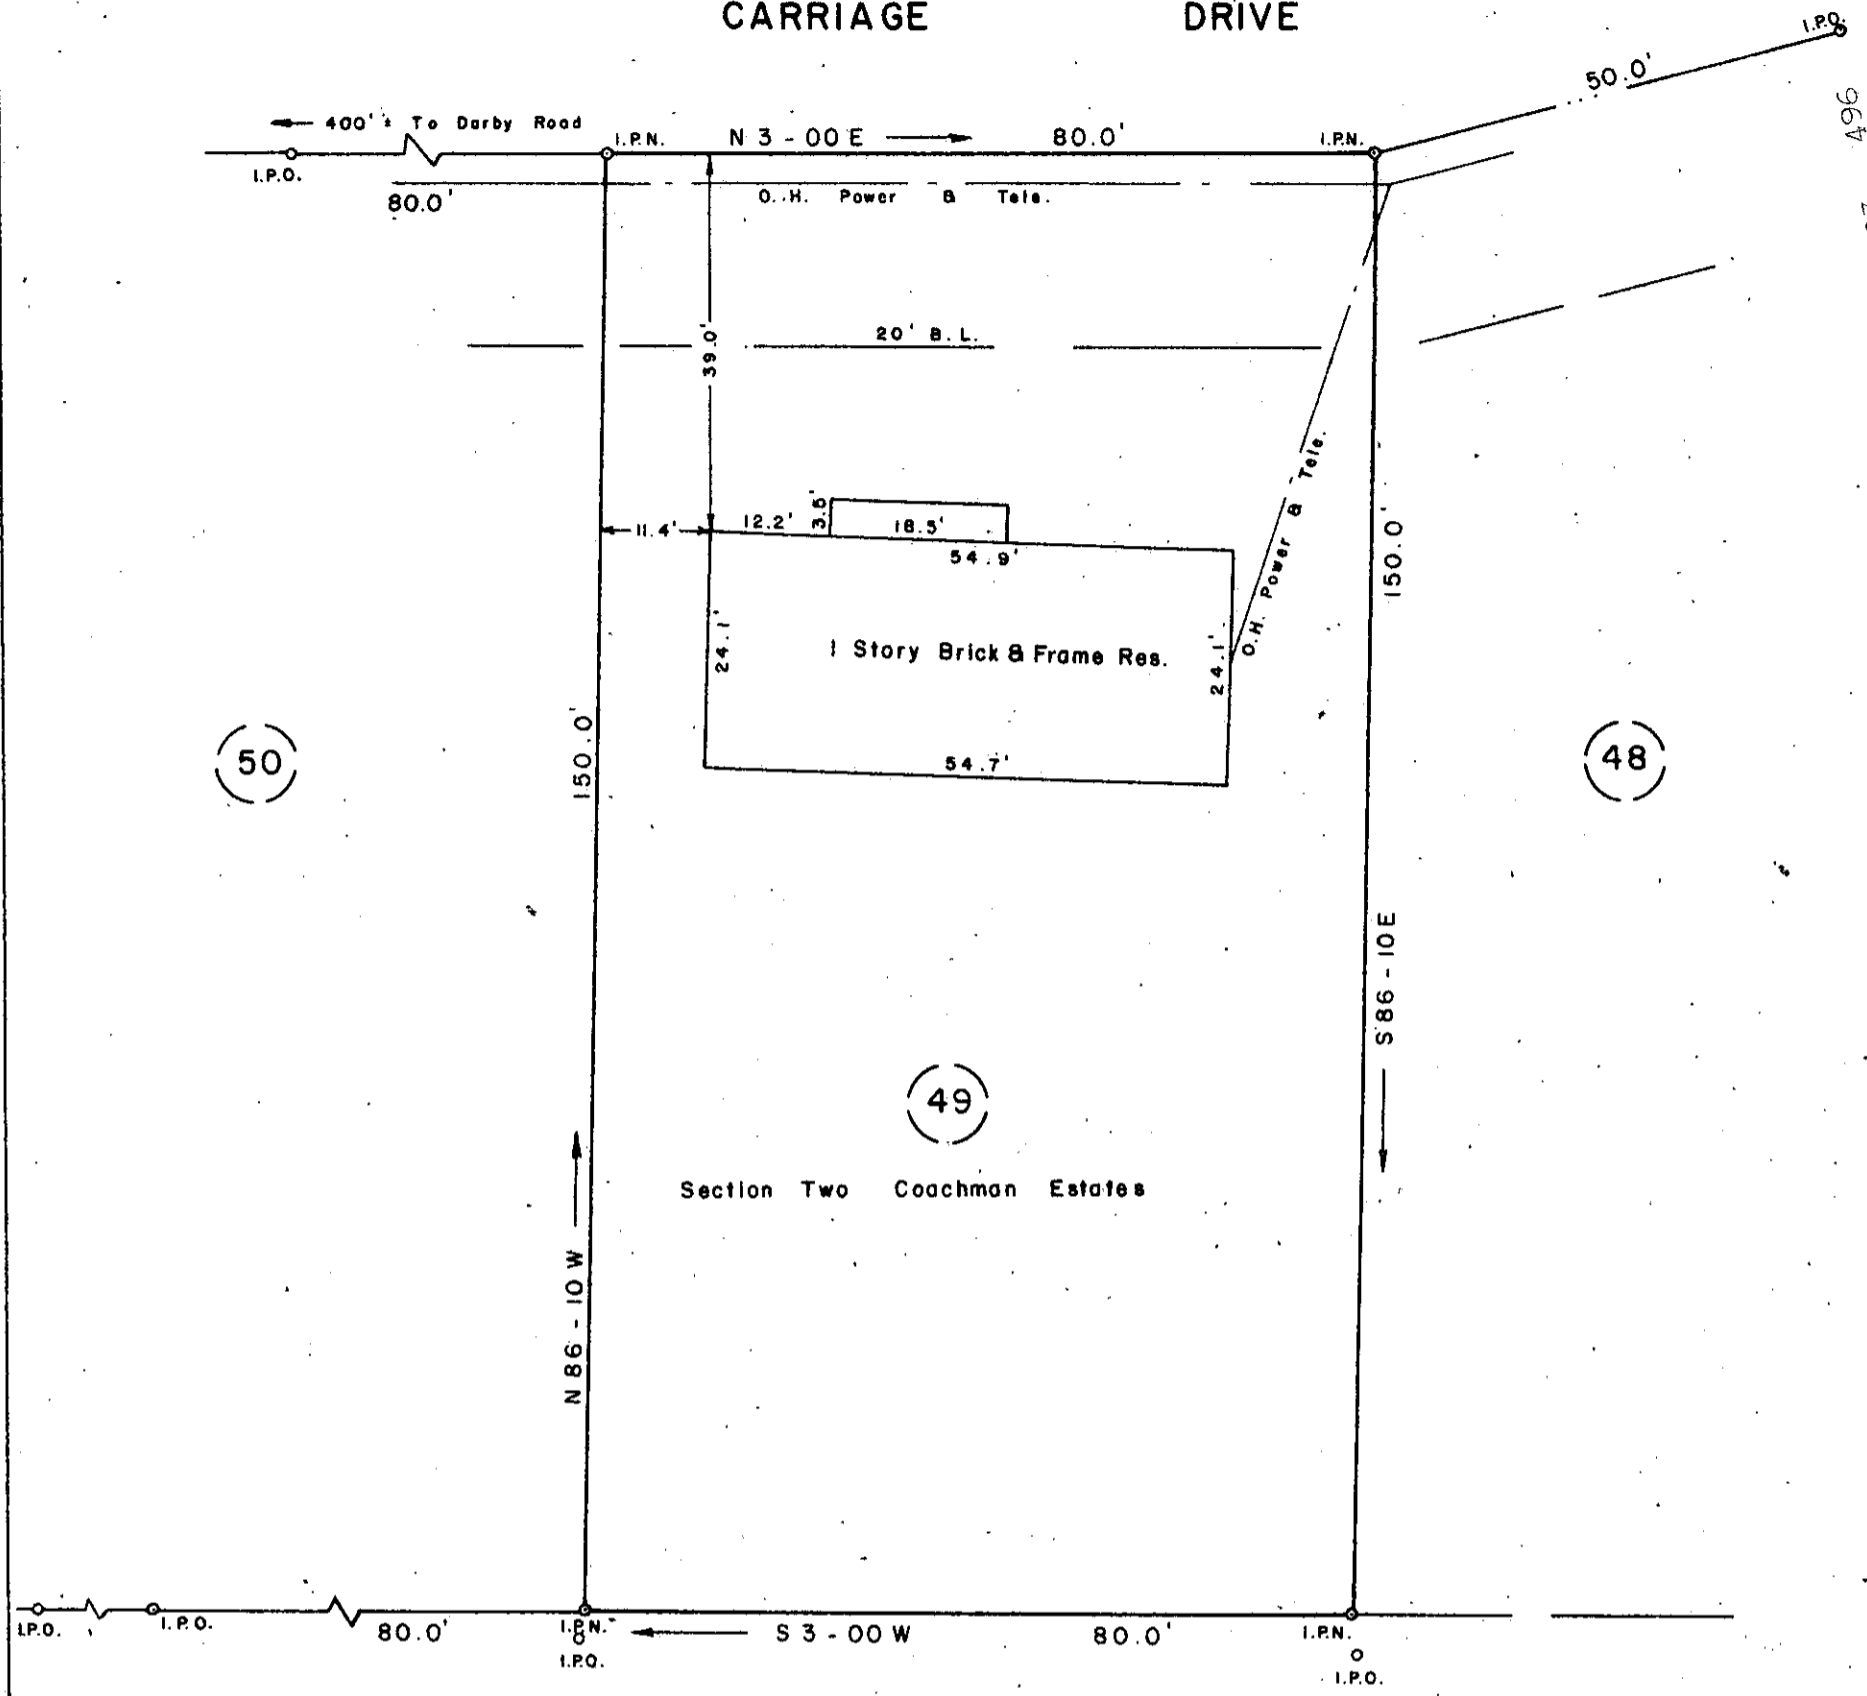 CARRIAGE DRIVE
I.P.O.
50.0'
496
400'± To Darby Road
I.P.N.
N 3-00 E
80.0'
I.P.N.
I.P.O.
80.0'
O.H. Power & Tele.
20' B.L.
39.0'
O.H. Power & Tele.
11.4'
12.2'
18.5'
54.9'
150.0'
24.1'
1 Story Brick & Frame Res.
24.1'
54.7'
150.0'
50
48
S 86-10 E
49
Section Two Coachman Estates
N 86-10 W
I.P.O.
I.P.O.
80.0'
I.P.N.
S 3-00 W
80.0'
I.P.N.
I.P.O.
I.P.O.